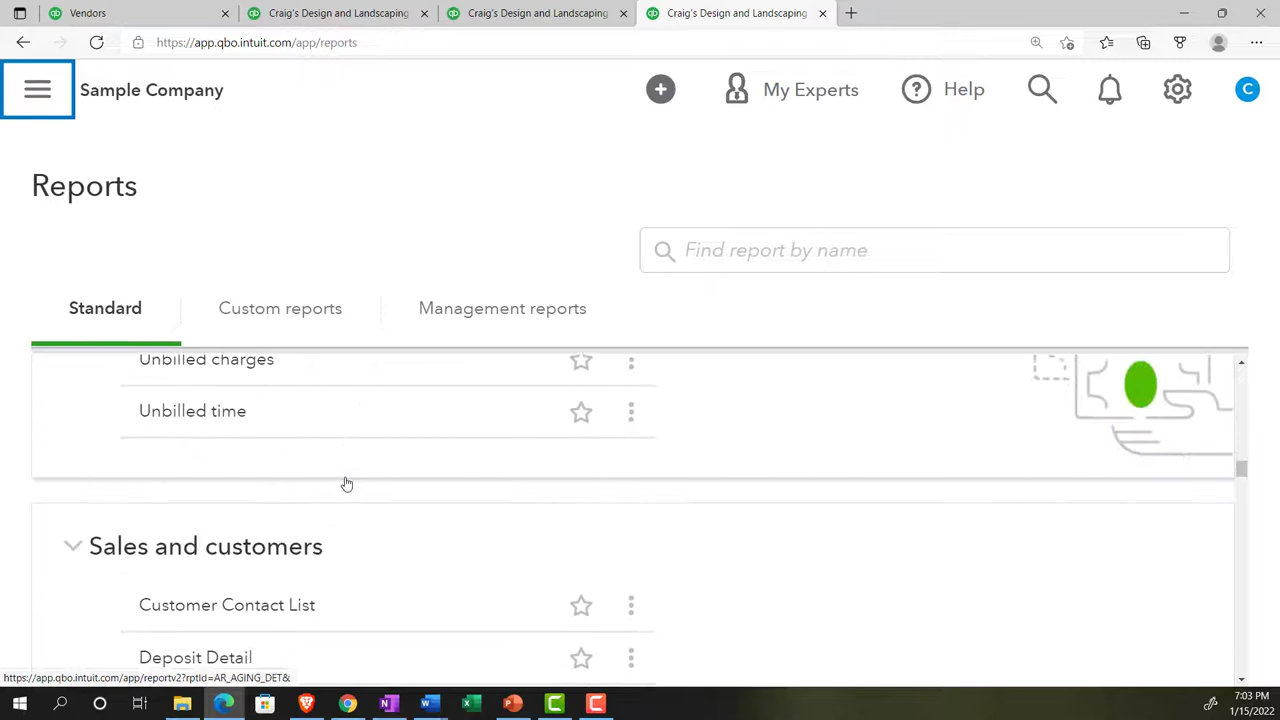 Vendors
Craig's Design and Landscaping
Craig's Design and Landscaping
Craig's Design and Landscaping
https://app.qbo.intuit.com/app/reports
Sample Company
My Experts
Help
C
Reports
Find report by name
Standard
Custom reports
Management reports
Unbilled charges
Unbilled time
Sales and customers
Customer Contact List
Deposit Detail
https://app.qbo.intuit.com/app/reportv2?rptId=AR_AGING_DET&
7:03 PM
1/15/2022